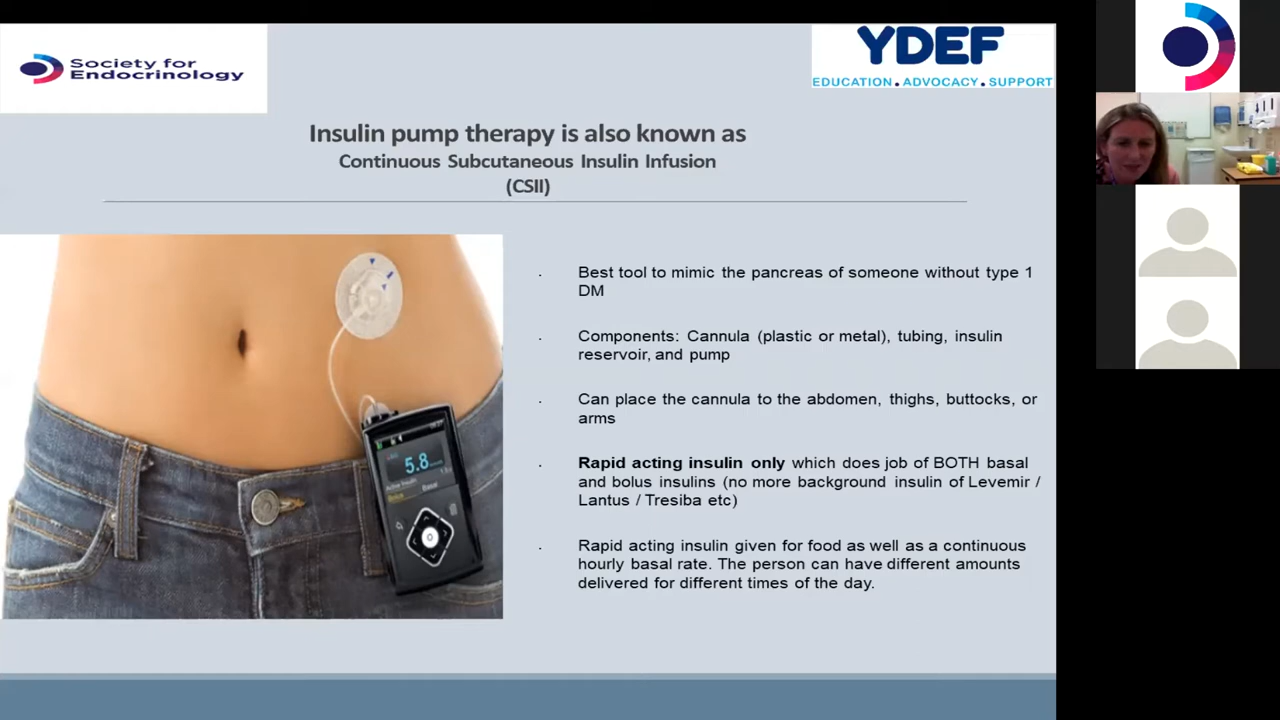 Society for
Endocrinology
YDEF
EDUCATION . ADVOCACY . SUPPORT
Insulin pump therapy is also known as
Continuous Subcutaneous Insulin Infusion
(CSII)
· Best tool to mimic the pancreas of someone without type 1
DM
· Components: Cannula (plastic or metal), tubing, insulin
reservoir, and pump
· Can place the cannula to the abdomen, thighs, buttocks, or
arms
· Rapid acting insulin only which does job of BOTH basal
and bolus insulins (no more background insulin of Levemir /
Lantus / Tresiba etc)
· Rapid acting insulin given for food as well as a continuous
hourly basal rate. The person can have different amounts
delivered for different times of the day.
5.8
Active Insulin
Bolus Basal